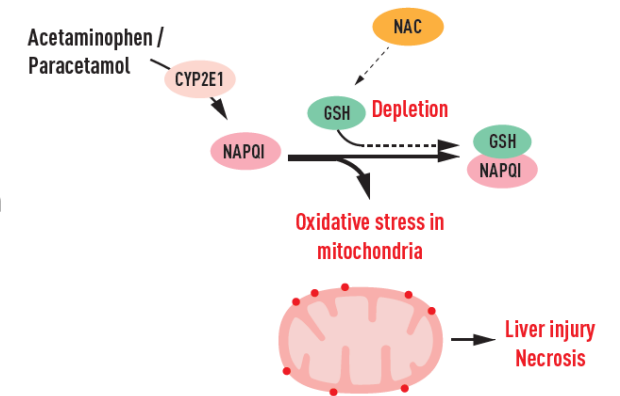 Acetaminophen /
Paracetamol
CYP2E1
NAPQI
NAC
GSH
Depletion
GSH
NAPQI
Oxidative stress in
mitochondria
Liver injury
Necrosis